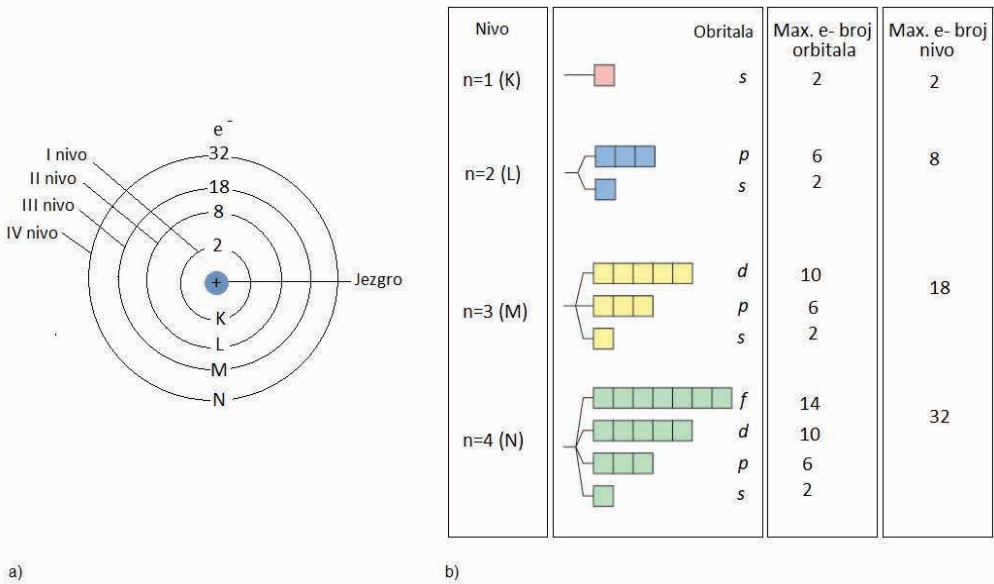 e⁻
32
18
8
2
I nivo
II nivo
III nivo
IV nivo
+
Jezgro
K
L
M
N
a)
Nivo
Obritala
Max. e- broj
orbitala
Max. e- broj
nivo
n=1 (K)
s
2
2
n=2 (L)
p
6
8
s
2
n=3 (M)
d
10
18
p
6
s
2
n=4 (N)
f
14
32
d
10
p
6
s
2
b)